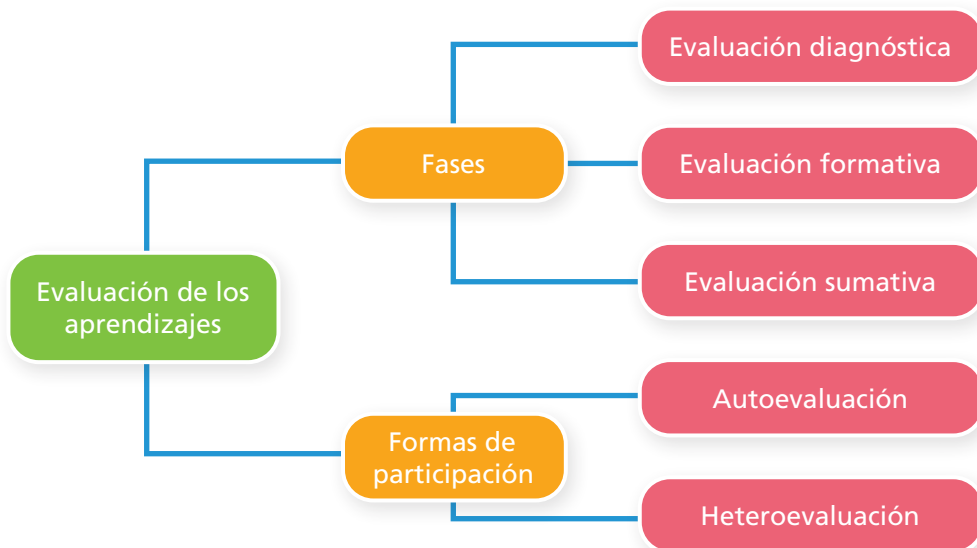 Evaluación diagnóstica
Fases
Evaluación formativa
Evaluación sumativa
Evaluación de los
aprendizajes
Autoevaluación
Formas de
participación
Heteroevaluación